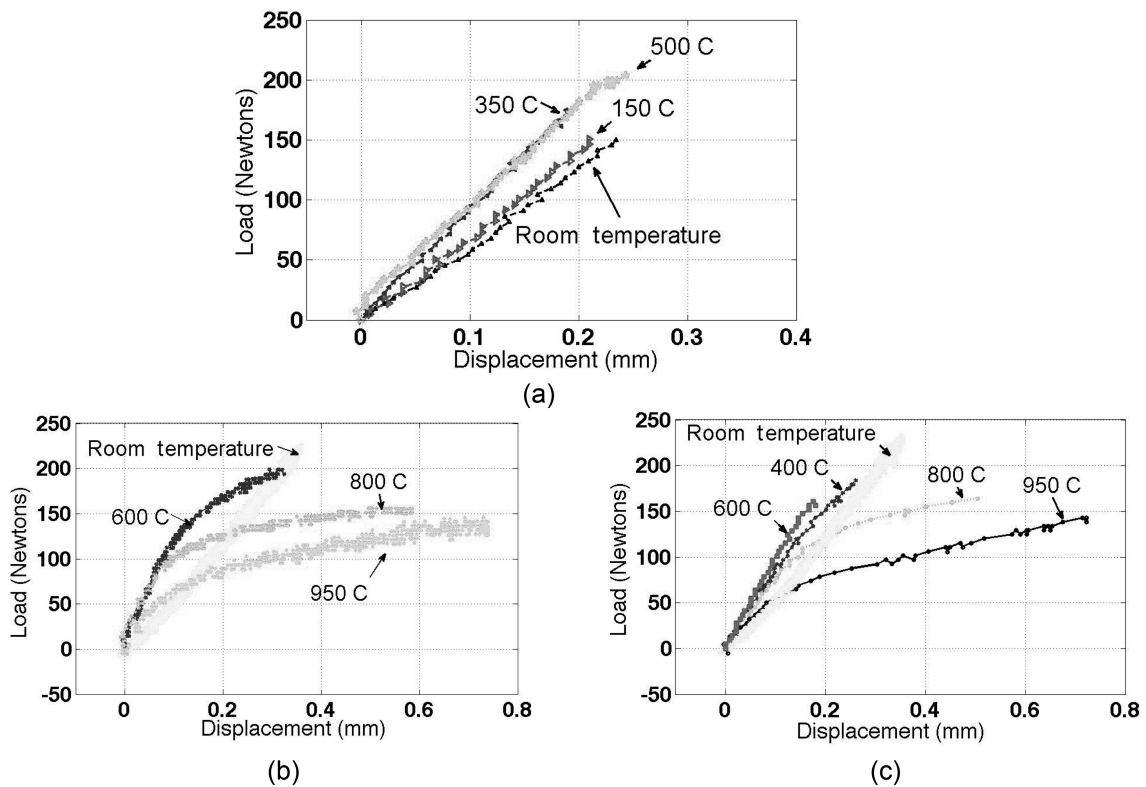 250
200
150
100
50
0
Load (Newtons)
500 C
350 C
150 C
Room temperature
0
0.1
0.2
0.3
0.4
Displacement (mm)
(a)
250
200
150
100
50
0
-50
Load (Newtons)
Room temperature
600 C
800 C
950 C
0
0.2
0.4
0.6
0.8
Displacement (mm)
(b)
250
200
150
100
50
0
-50
Load (Newtons)
Room temperature
400 C
600 C
800 C
950 C
0
0.2
0.4
0.6
0.8
Displacement (mm)
(c)